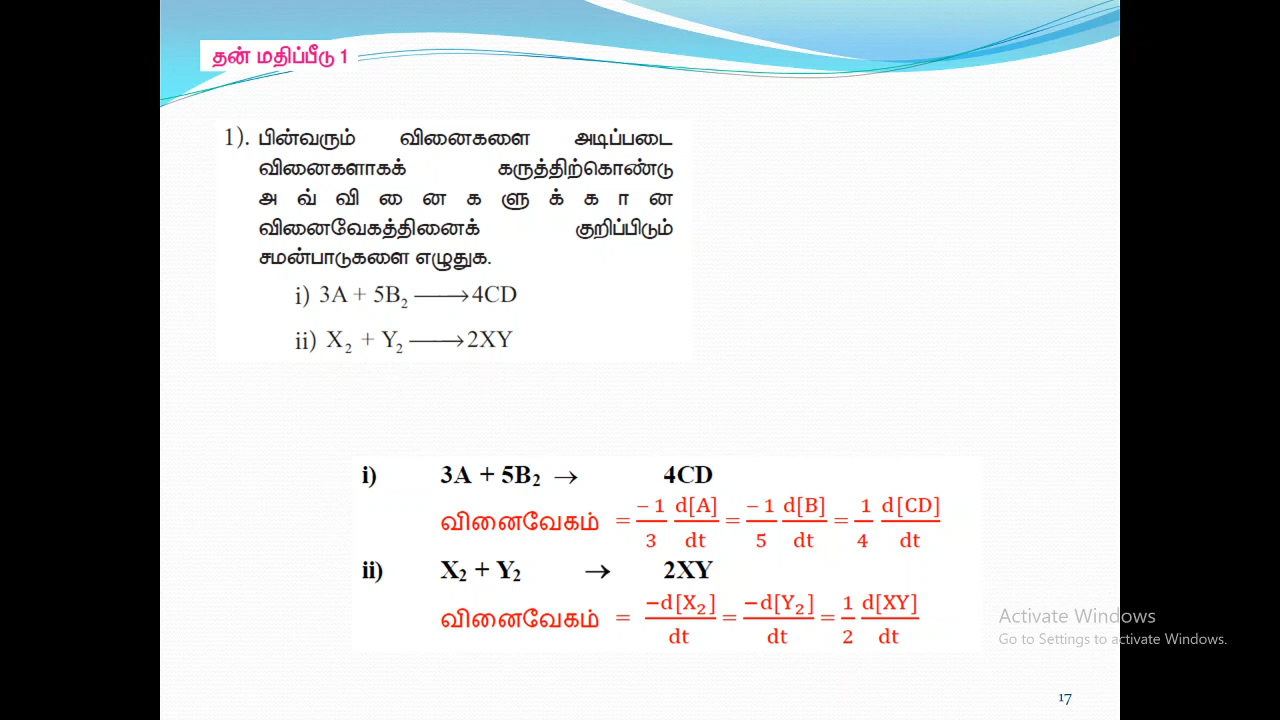 தன் மதிப்பீடு 1
1). பின்வரும் வினைகளை அடிப்படை
வினைகளாகக் கருத்திற்கொண்டு
அ வ் வி னை க ளு க் கா ன
வினைவேகத்தினைக் குறிப்பிடும்
சமன்பாடுகளை எழுதுக.
i) 3A + 5B₂ ⟶ 4CD
ii) X₂ + Y₂ ⟶ 2XY
i) 3A + 5B₂ → 4CD
வினைவேகம் = −1/3 d[A]/dt = −1/5 d[B]/dt = 1/4 d[CD]/dt
ii) X₂ + Y₂ → 2XY
வினைவேகம் = −d[X₂]/dt = −d[Y₂]/dt = 1/2 d[XY]/dt
Activate Windows
Go to Settings to activate Windows.
17